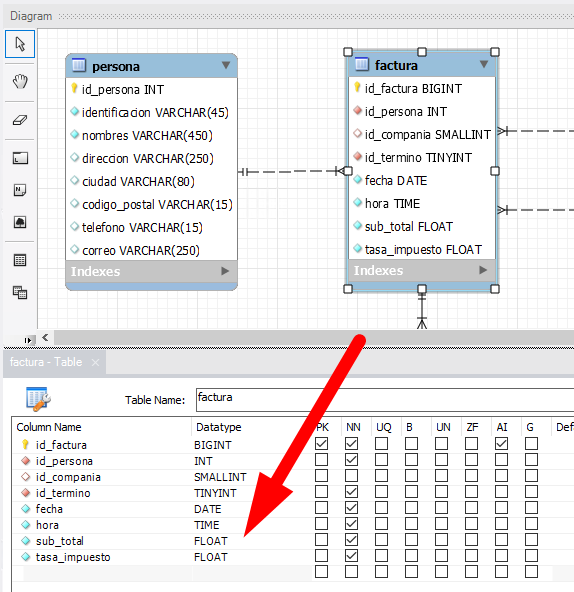 Diagram
persona
id_persona INT
identificacion VARCHAR(45)
nombres VARCHAR(450)
direccion VARCHAR(250)
ciudad VARCHAR(80)
codigo_postal VARCHAR(15)
telefono VARCHAR(15)
correo VARCHAR(250)
Indexes
factura
id_factura BIGINT
id_persona INT
id_compania SMALLINT
id_termino TINYINT
fecha DATE
hora TIME
sub_total FLOAT
tasa_impuesto FLOAT
Indexes
factura - Table
Table Name: factura
Column Name Datatype PK NN UQ B UN ZF AI G Def
id_factura BIGINT
id_persona INT
id_compania SMALLINT
id_termino TINYINT
fecha DATE
hora TIME
sub_total FLOAT
tasa_impuesto FLOAT